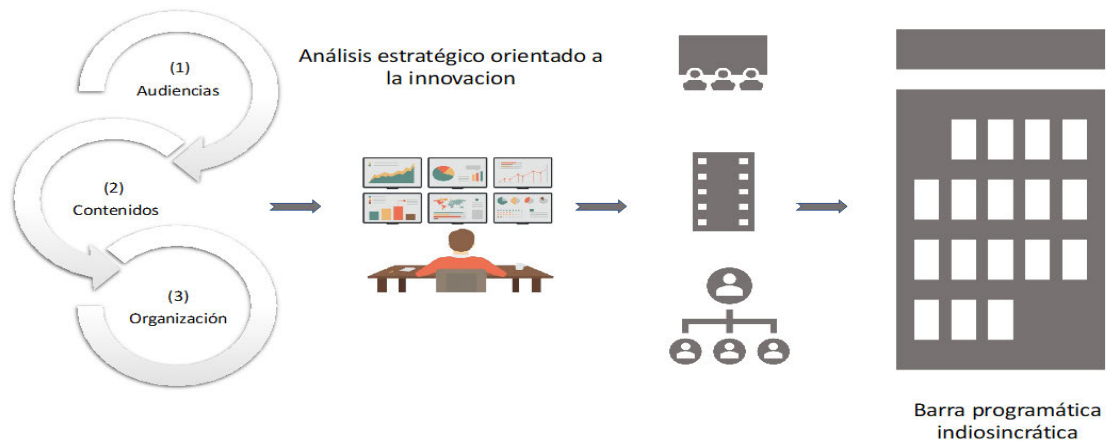 (1)
Audiencias
Análisis estratégico orientado a
la innovacion
(2)
Contenidos
(3)
Organización
Barra programática
indiosincrática